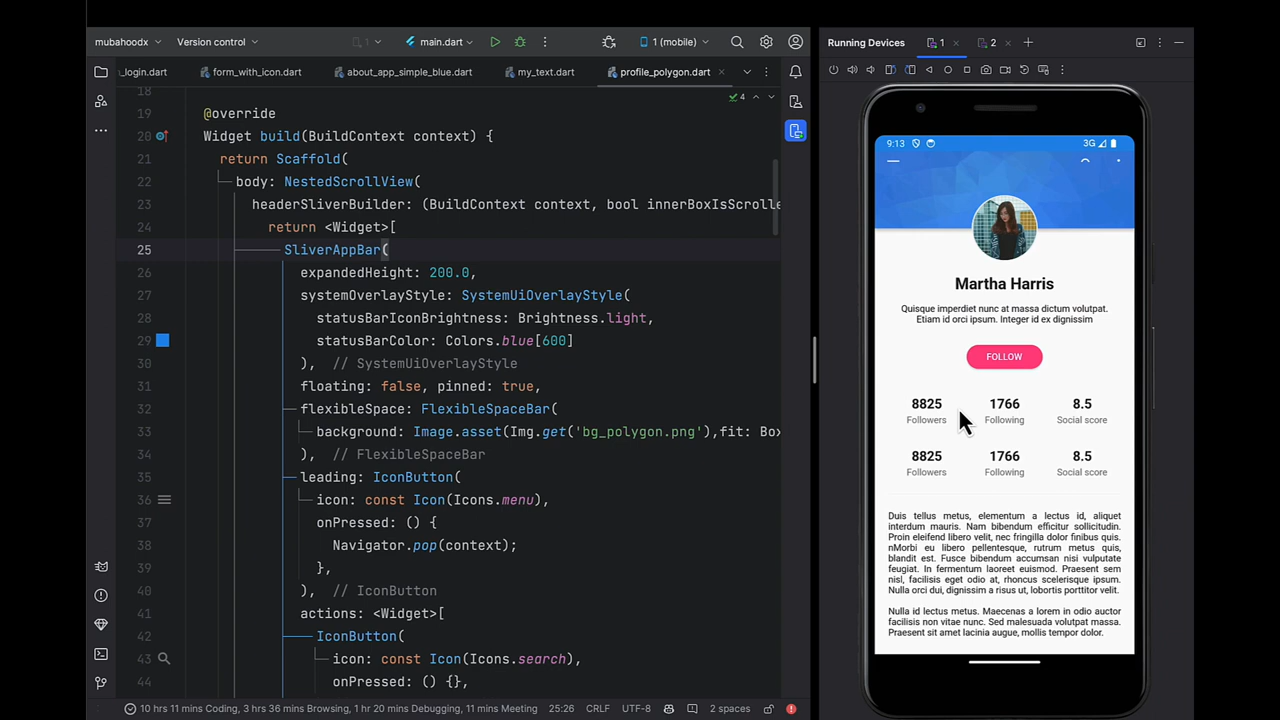 mubahoodx
Version control
1
main.dart
1 (mobile)
Running Devices
1
2
_login.dart
form_with_icon.dart
about_app_simple_blue.dart
my_text.dart
profile_polygon.dart
4
18
19 @override
20 Widget build(BuildContext context) {
21 return Scaffold(
22 body: NestedScrollView(
23 headerSliverBuilder: (BuildContext context, bool innerBoxIsScrolle
24 return <Widget>[
25 SliverAppBar(
26 expandedHeight: 200.0,
27 systemOverlayStyle: SystemUiOverlayStyle(
28 statusBarIconBrightness: Brightness.light,
29 statusBarColor: Colors.blue[600]
30 ), // SystemUiOverlayStyle
31 floating: false, pinned: true,
32 flexibleSpace: FlexibleSpaceBar(
33 background: Image.asset(Img.get('bg_polygon.png'),fit: Box
34 ), // FlexibleSpaceBar
35 leading: IconButton(
36 icon: const Icon(Icons.menu),
37 onPressed: () {
38 Navigator.pop(context);
39 },
40 ), // IconButton
41 actions: <Widget>[
42 IconButton(
43 icon: const Icon(Icons.search),
44 onPressed: () {},
10 hrs 11 mins Coding, 3 hrs 36 mins Browsing, 1 hr 20 mins Debugging, 11 mins Meeting
25:26
CRLF
UTF-8
2 spaces
9:13
3G
Martha Harris
Quisque imperdiet nunc at massa dictum volutpat.
Etiam id orci ipsum. Integer id ex dignissim
FOLLOW
8825 1766 8.5
Followers Following Social score
8825 1766 8.5
Followers Following Social score
Duis tellus metus, elementum a lectus id, aliquet
interdum mauris. Nam bibendum efficitur sollicitudin.
Proin eleifend libero velit, nec fringilla dolor finibus quis.
nMorbi eu libero pellentesque, rutrum metus quis,
blandit est. Fusce bibendum accumsan nisi vulputate
feugiat. In fermentum laoreet euismod. Praesent sem
nisl, facilisis eget odio at, rhoncus scelerisque ipsum.
Nulla orci dui, dignissim a risus ut, lobortis porttitor velit.
Nulla id lectus metus. Maecenas a lorem in odio auctor
facilisis non vitae nunc. Sed malesuada volutpat massa.
Praesent sit amet lacinia augue, mollis tempor dolor.